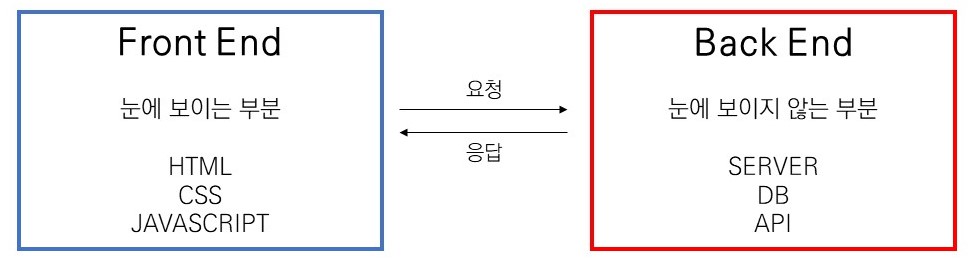 Front End
눈에 보이는 부분
HTML
CSS
JAVASCRIPT
요청
응답
Back End
눈에 보이지 않는 부분
SERVER
DB
API